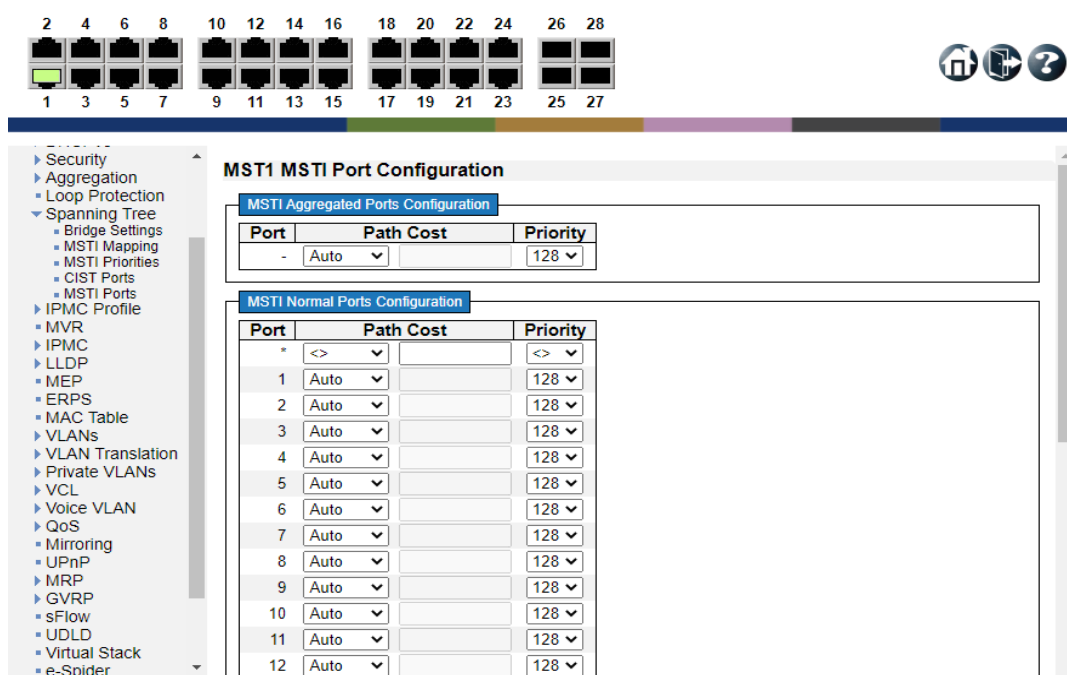 2 4 6 8 10 12 14 16 18 20 22 24 26 28
1 3 5 7 9 11 13 15 17 19 21 23 25 27
Security
Aggregation
Loop Protection
Spanning Tree
Bridge Settings
MSTI Mapping
MSTI Priorities
CIST Ports
MSTI Ports
IPMC Profile
MVR
IPMC
LLDP
MEP
ERPS
MAC Table
VLANs
VLAN Translation
Private VLANs
VCL
Voice VLAN
QoS
Mirroring
UPnP
MRP
GVRP
sFlow
UDLD
Virtual Stack
e-Spider
MST1 MSTI Port Configuration
MSTI Aggregated Ports Configuration
Port Path Cost Priority
- Auto 128
MSTI Normal Ports Configuration
Port Path Cost Priority
* <> <>
1 Auto 128
2 Auto 128
3 Auto 128
4 Auto 128
5 Auto 128
6 Auto 128
7 Auto 128
8 Auto 128
9 Auto 128
10 Auto 128
11 Auto 128
12 Auto 128